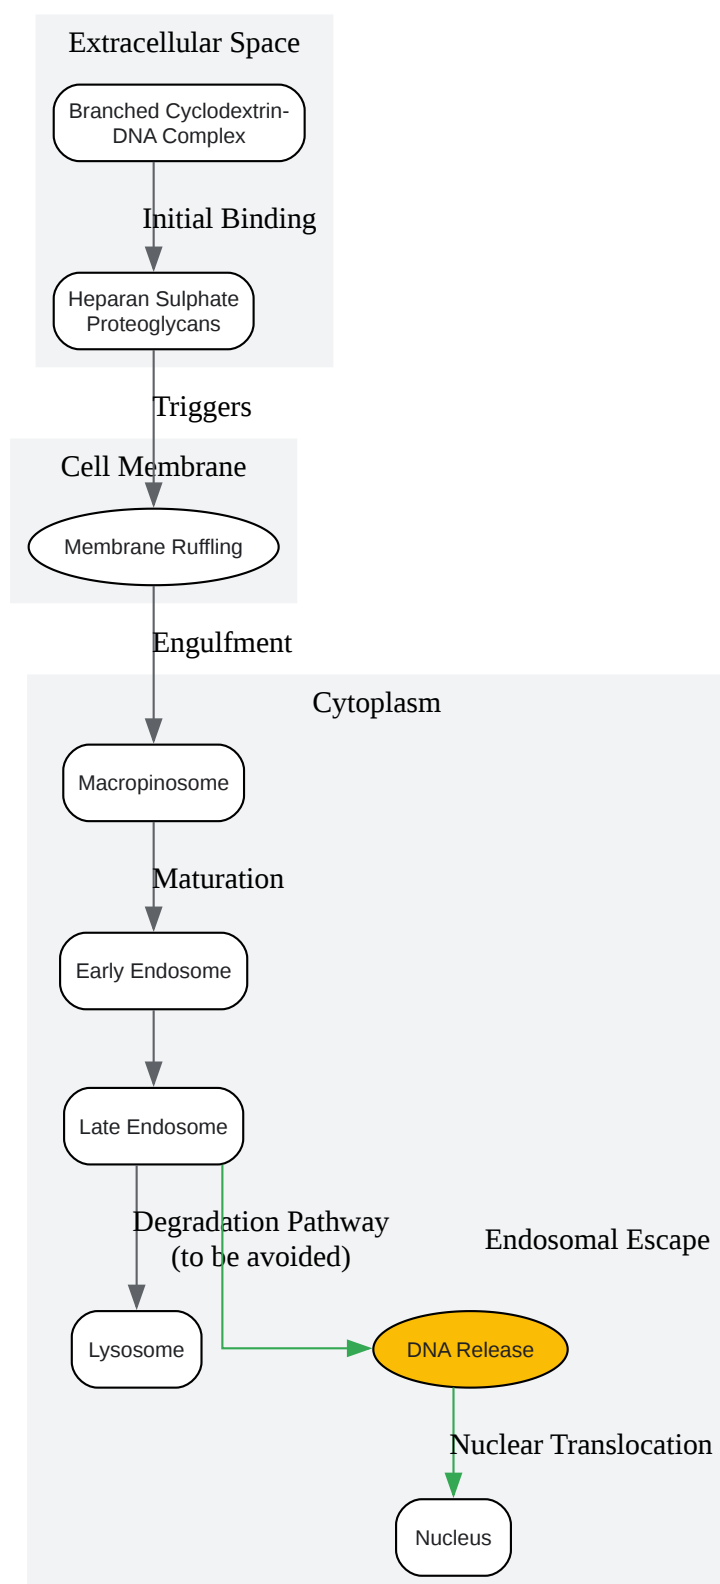 Extracellular Space
Branched Cyclodextrin-
DNA Complex
Initial Binding
Heparan Sulphate
Proteoglycans
Triggers
Cell Membrane
Membrane Ruffling
Engulfment
Cytoplasm
Macropinosome
Maturation
Early Endosome
Late Endosome
Degradation Pathway
(to be avoided)
Endosomal Escape
Lysosome
DNA Release
Nuclear Translocation
Nucleus